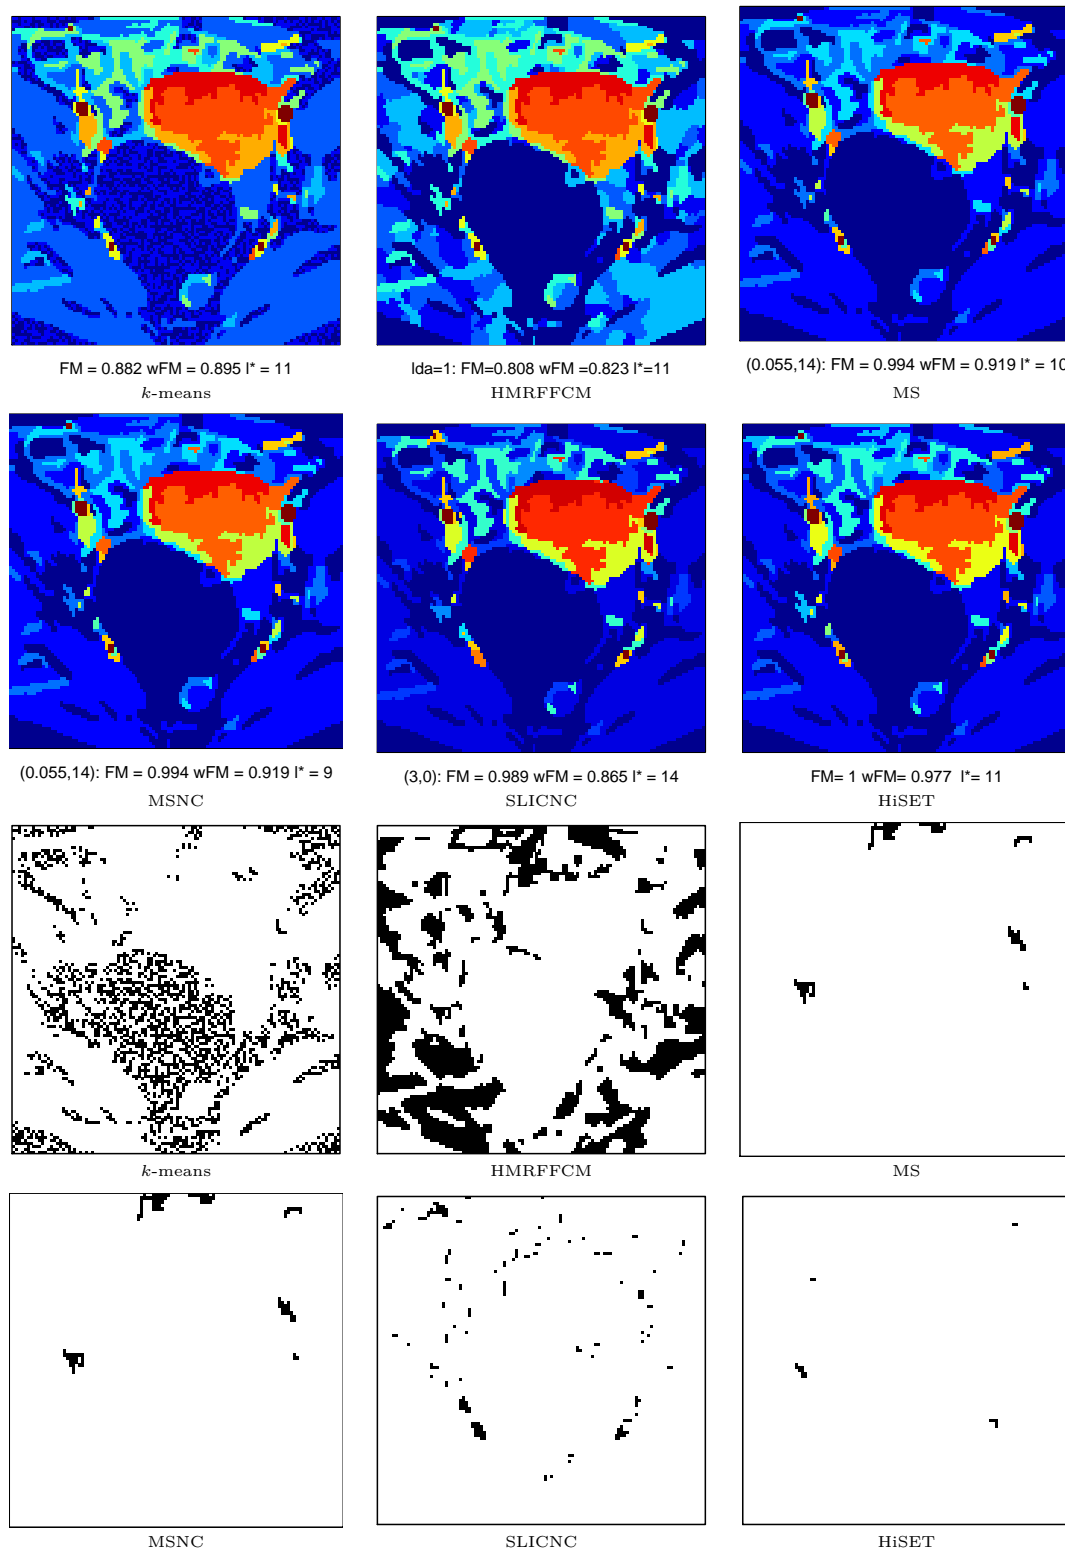 FM = 0.882 wFM = 0.895 l* = 11
k-means
lda=1: FM=0.808 wFM =0.823 l*=11
HMRFFCM
(0.055,14): FM = 0.994 wFM = 0.919 l* = 10
MS
(0.055,14): FM = 0.994 wFM = 0.919 l* = 9
MSNC
(3,0): FM = 0.989 wFM = 0.865 l* = 14
SLICNC
FM= 1 wFM= 0.977 l*= 11
HiSET
k-means
HMRFFCM
MS
MSNC
SLICNC
HiSET